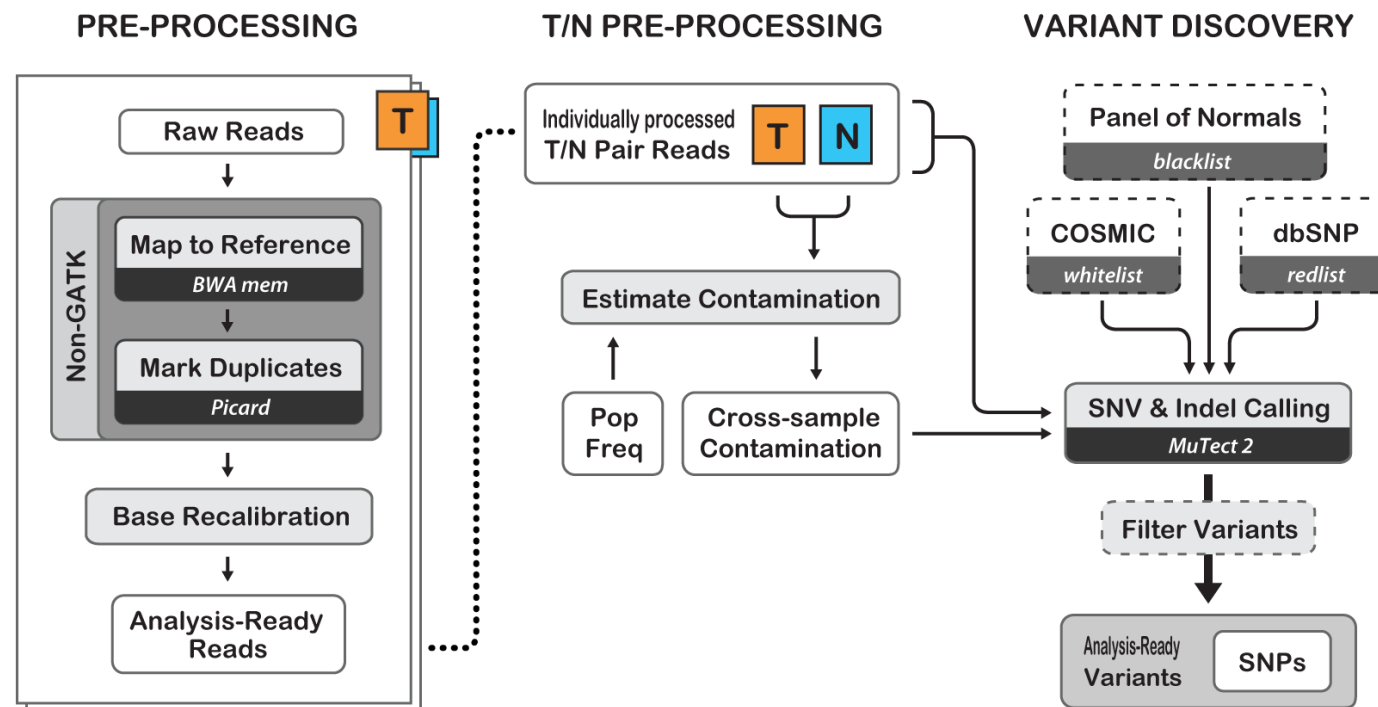 PRE-PROCESSING
T
Raw Reads
Non-GATK
Map to Reference
BWA mem
Mark Duplicates
Picard
Base Recalibration
Analysis-Ready
Reads
T/N PRE-PROCESSING
Individually processed
T/N Pair Reads
T
N
Estimate Contamination
Pop
Freq
Cross-sample
Contamination
VARIANT DISCOVERY
Panel of Normals
blacklist
COSMIC
whitelist
dbSNP
redlist
SNV & Indel Calling
MuTect 2
Filter Variants
Analysis-Ready
Variants
SNPs